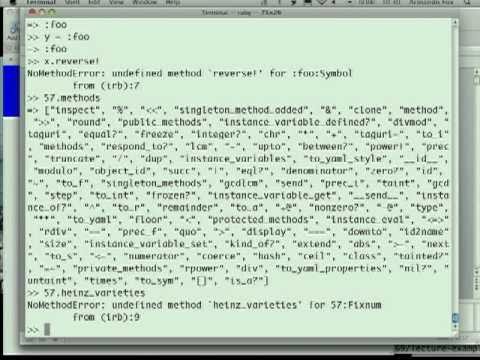 Terminal Shell Edit View Window Help
Armando Fox
Terminal — ruby — 71x26
=> :foo
>> y = :foo
=> :foo
>> x.reverse!
NoMethodError: undefined method `reverse!' for :foo:Symbol
from (irb):7
>> 57.methods
=> ["inspect", "%", "<<", "singleton_method_added", "&", "clone", "method",
">>", "round", "public_methods", "instance_variable_defined?", "divmod",
"taguri", "equal?", "freeze", "integer?", "chr", "*", "+", "taguri=", "to_i"
, "methods", "respond_to?", "lcm", "-", "upto", "between?", "power!", "prec"
, "truncate", "/", "dup", "instance_variables", "to_yaml_style", "__id__",
"modulo", "object_id", "succ", "|", "eql?", "denominator", "zero?", "id",
"~", "to_f", "singleton_methods", "gcdlcm", "send", "prec_i", "taint", "gcd"
, "step", "to_int", "frozen?", "instance_variable_get", "__send__", "instan
ce_of?", "^", "to_r", "remainder", "to_a", "+@", "nonzero?", "-@", "type",
"**", "to_yaml", "floor", "<", "protected_methods", "instance_eval", "<=>"
, "rdiv", "==", "prec_f", "quo", ">", "display", "===", "downto", "id2name"
, "size", "instance_variable_set", "kind_of?", "extend", "abs", ">=", "next"
, "to_s", "<=", "numerator", "coerce", "hash", "ceil", "class", "tainted?"
, "=~", "private_methods", "rpower", "div", "to_yaml_properties", "nil?", "
untaint", "times", "to_sym", "[]", "is_a?"]
>> 57.heinz_varieties
NoMethodError: undefined method `heinz_varieties' for 57:Fixnum
from (irb):9
>>
69/lecture-exampl